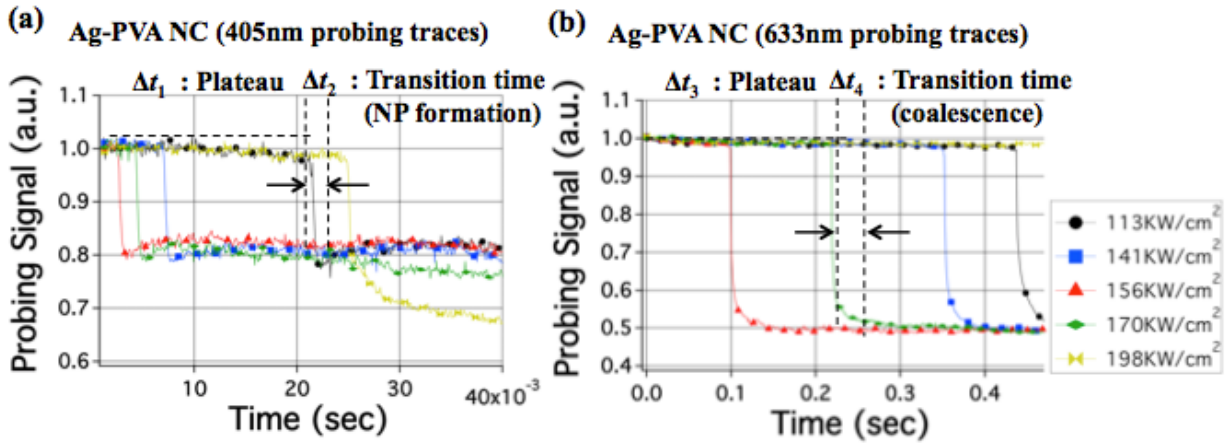 (a)
Ag-PVA NC (405nm probing traces)
Δt1 : Plateau
Δt2 : Transition time
(NP formation)
Probing Signal (a.u.)
1.1
1.0
0.9
0.8
0.7
0.6
10
20
30
40x10⁻³
Time (sec)
(b)
Ag-PVA NC (633nm probing traces)
Δt3 : Plateau
Δt4 : Transition time
(coalescence)
Probing Signal (a.u.)
1.1
1.0
0.9
0.8
0.7
0.6
0.5
0.4
0.0
0.1
0.2
0.3
0.4
Time (sec)
113KW/cm²
141KW/cm²
156KW/cm²
170KW/cm²
198KW/cm²